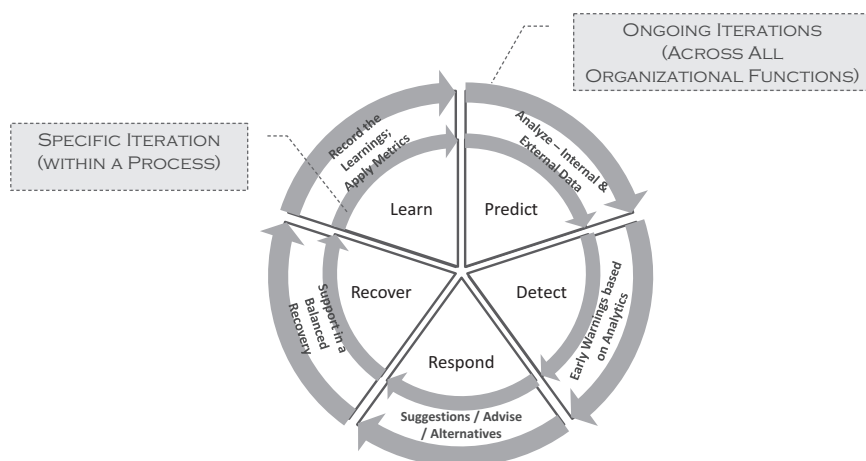 ONGOING ITERATIONS
(ACROSS ALL
ORGANIZATIONAL FUNCTIONS)
SPECIFIC ITERATION
(WITHIN A PROCESS)
Record the
Learnings;
Apply Metrics
Analyze – Internal &
External Data
Learn
Predict
Recover
Detect
Respond
Support in a
Balanced
Recovery
Early Warnings based
on Analytics
Suggestions / Advise
/ Alternatives